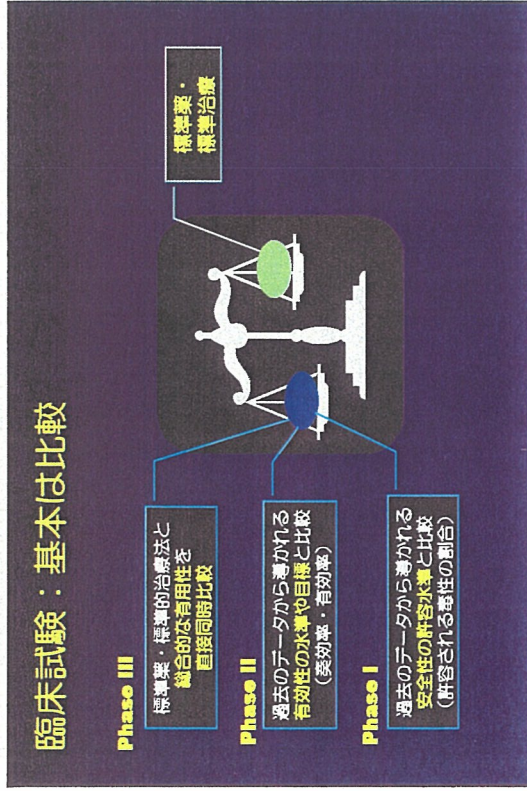 臨床試験：基本は比較
Phase III
標準薬・標準的治療法と
総合的な有用性を
直接同時比較
Phase II
過去のデータから導かれる
有効性の水準や目標と比較
(奏効率・有効率)
Phase I
過去のデータから導かれる
安全性の許容水準と比較
(許容される毒性の割合)
標準薬・
標準治療